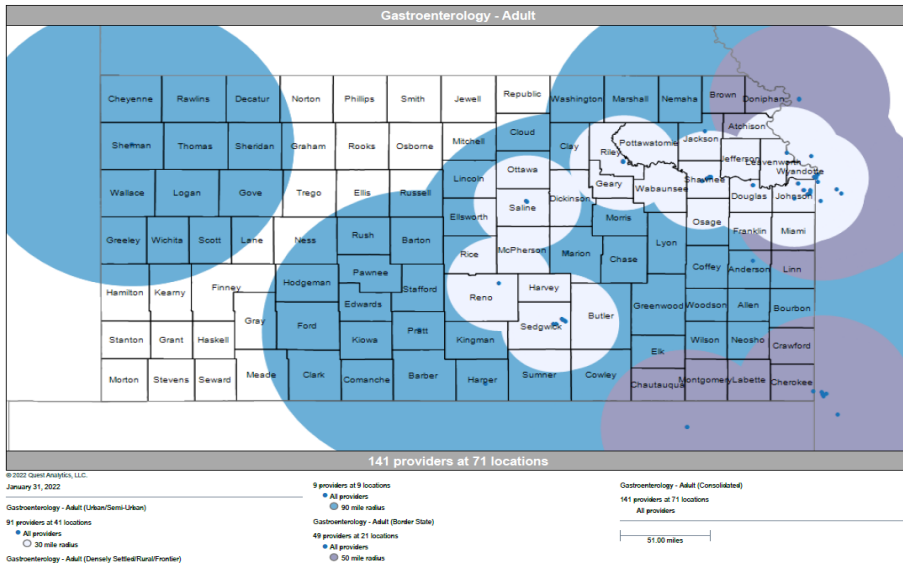 Gastroenterology - Adult
Republic
Cheyenne Rawlins Decatur Norton Phillips Smith Jewell Washington Marshall Nemaha Brown Doniphan
Cloud Atchison
Sherman Thomas Sheridan Graham Rooks Osborne Mitchell Clay Riley Pottawatomie Jackson Jefferson Leavenworth
Ottawa Wyandotte
Wallace Logan Gove Trego Ellis Russell Lincoln Saline Dickinson Geary Wabaunsee Shawnee Douglas Johnson
Ellsworth Morris Osage
Greeley Wichita Scott Lane Ness Rush Barton Rice McPherson Marion Chase Lyon Franklin Miami
Hamilton Kearny Finney Hodgeman Pawnee Stafford Reno Harvey Coffey Anderson Linn
Gray Edwards Sedgwick Butler Greenwood Woodson Allen Bourbon
Stanton Grant Haskell Ford Kiowa Pratt Kingman Elk Wilson Neosho Crawford
Morton Stevens Seward Meade Clark Comanche Barber Harger Sumner Cowley Chautauqua Montgomery Labette Cherokee
141 providers at 71 locations
© 2022 Quest Analytics, LLC.
January 31, 2022
Gastroenterology - Adult (Urban/Semi-Urban)
91 providers at 41 locations
All providers
30 mile radius
Gastroenterology - Adult (Densely Settled/Rural/Frontier)
9 providers at 9 locations
All providers
90 mile radius
Gastroenterology - Adult (Border State)
49 providers at 21 locations
All providers
50 mile radius
Gastroenterology - Adult (Consolidated)
141 providers at 71 locations
All providers
51.00 miles